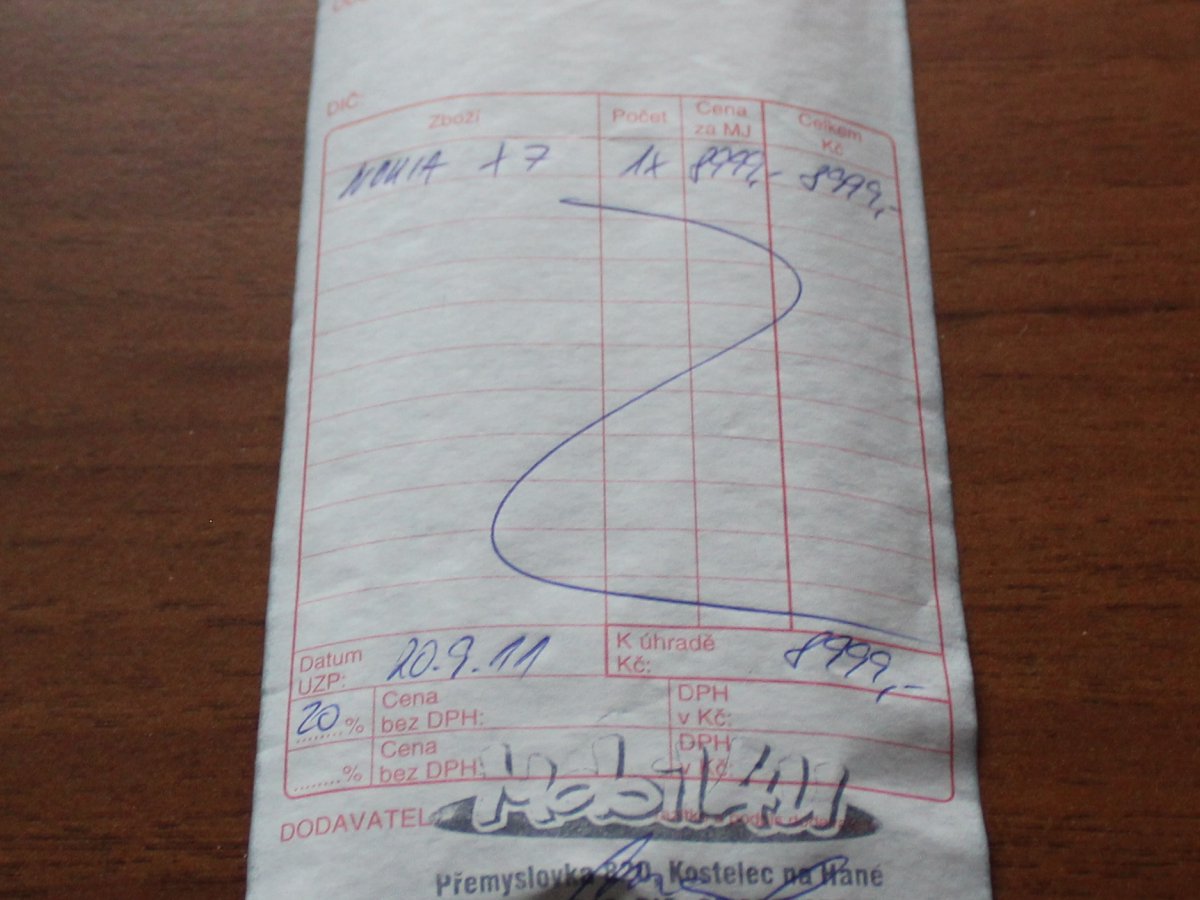 DIČ:
Zboží Počet Cena za MJ Celkem Kč
NOKIA X7 1x 8999,- 8999,-
Datum UZP: 20.9.11 K úhradě Kč: 8999,-
20 % Cena bez DPH: DPH v Kč:
.......% Cena bez DPH: DPH v Kč:
DODAVATEL
Mobil4U
Přemyslovka 820, Kostelec na Hané